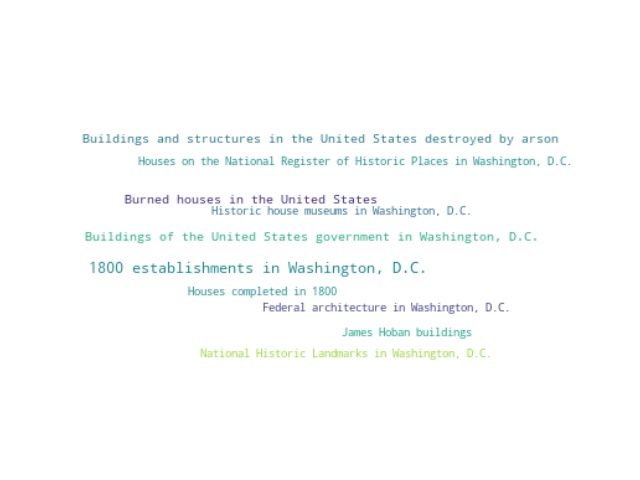 Buildings and structures in the United States destroyed by arson
Houses on the National Register of Historic Places in Washington, D.C.
Burned houses in the United States
Historic house museums in Washington, D.C.
Buildings of the United States government in Washington, D.C.
1800 establishments in Washington, D.C.
Houses completed in 1800
Federal architecture in Washington, D.C.
James Hoban buildings
National Historic Landmarks in Washington, D.C.